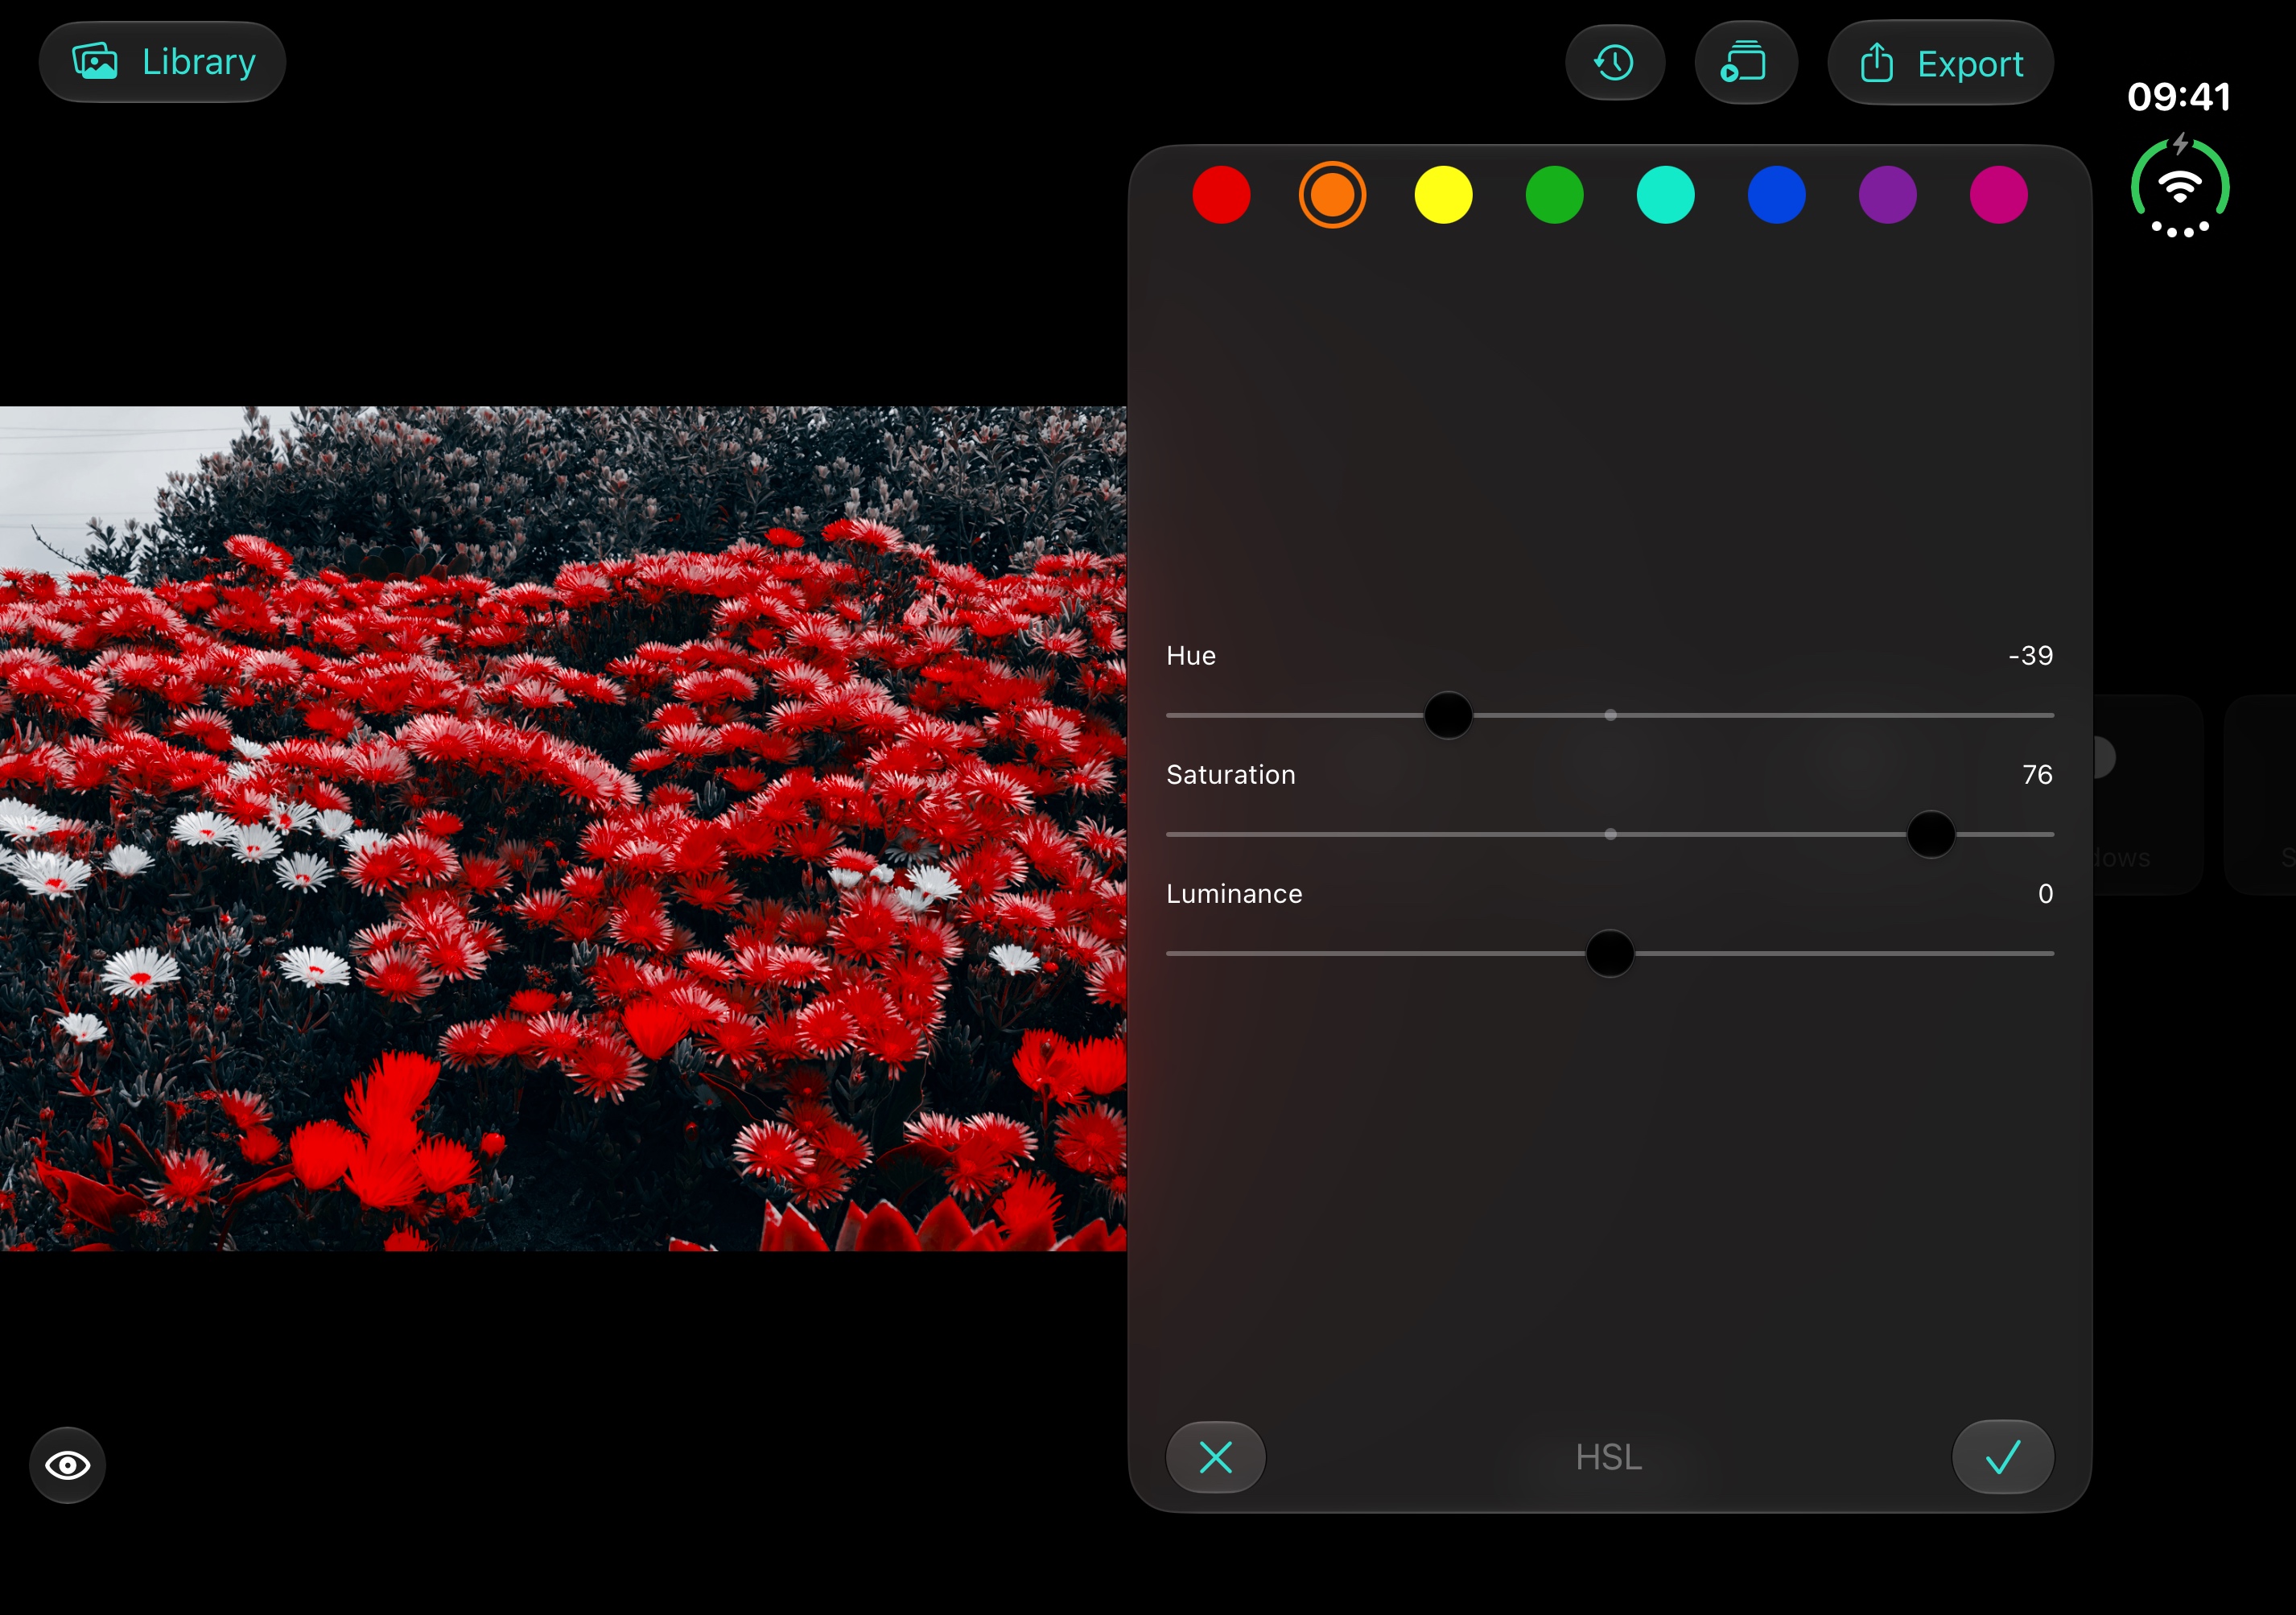 Library
Export
09:41
Hue
-39
Saturation
76
Luminance
0
HSL